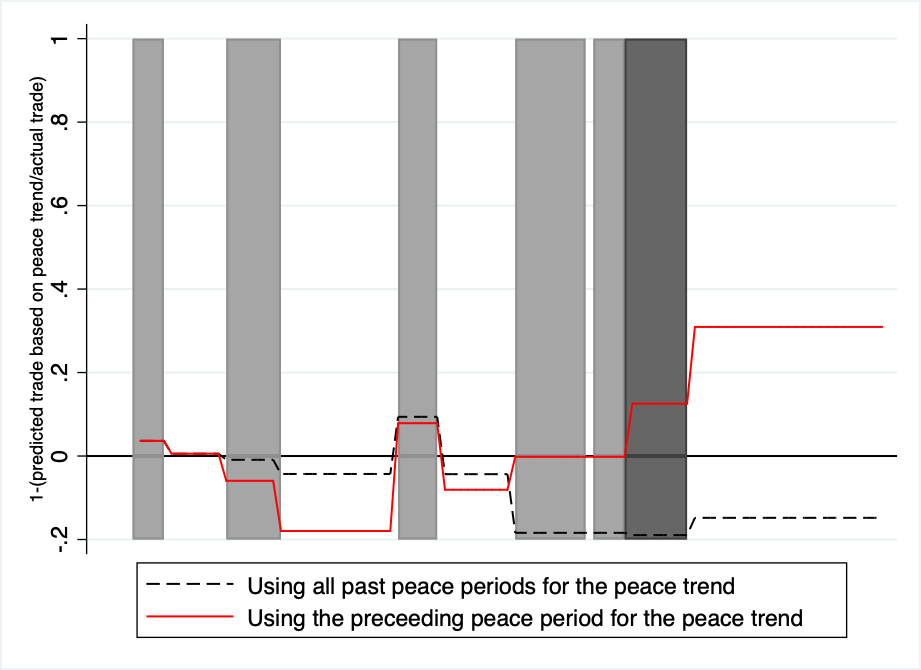 1-(predicted trade based on peace trend/actual trade)
1
.8
.6
.4
.2
0
-.2
Using all past peace periods for the peace trend
Using the preceeding peace period for the peace trend